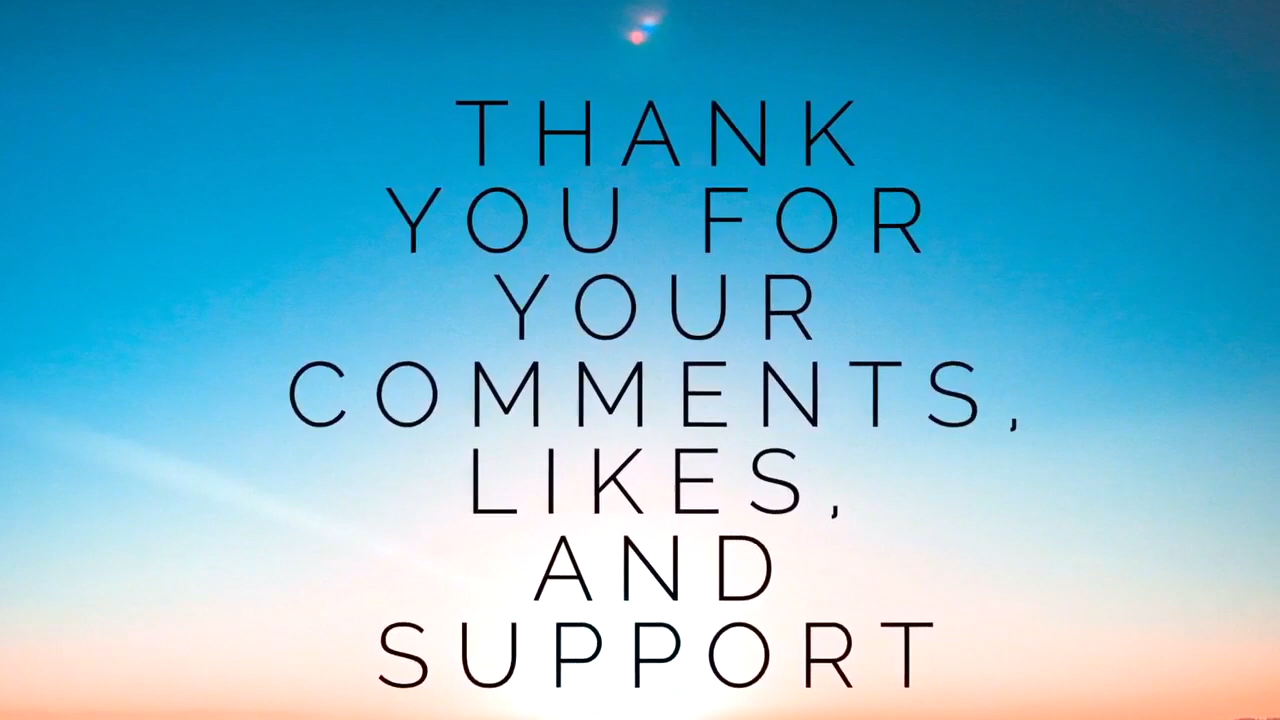 THANK
YOU FOR
YOUR
COMMENTS,
LIKES,
AND
SUPPORT